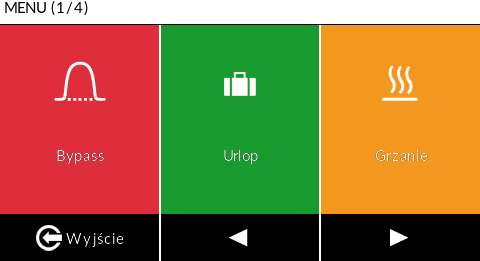 MENU (1/4)
Bypass
Urlop
Grzanie
Wyjście